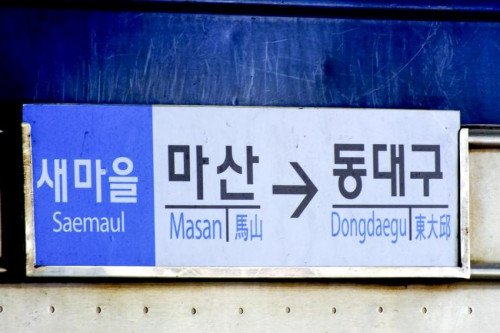 새마을
Saemaul
마산 → 동대구
Masan 馬山 Dongdaegu 東大邱